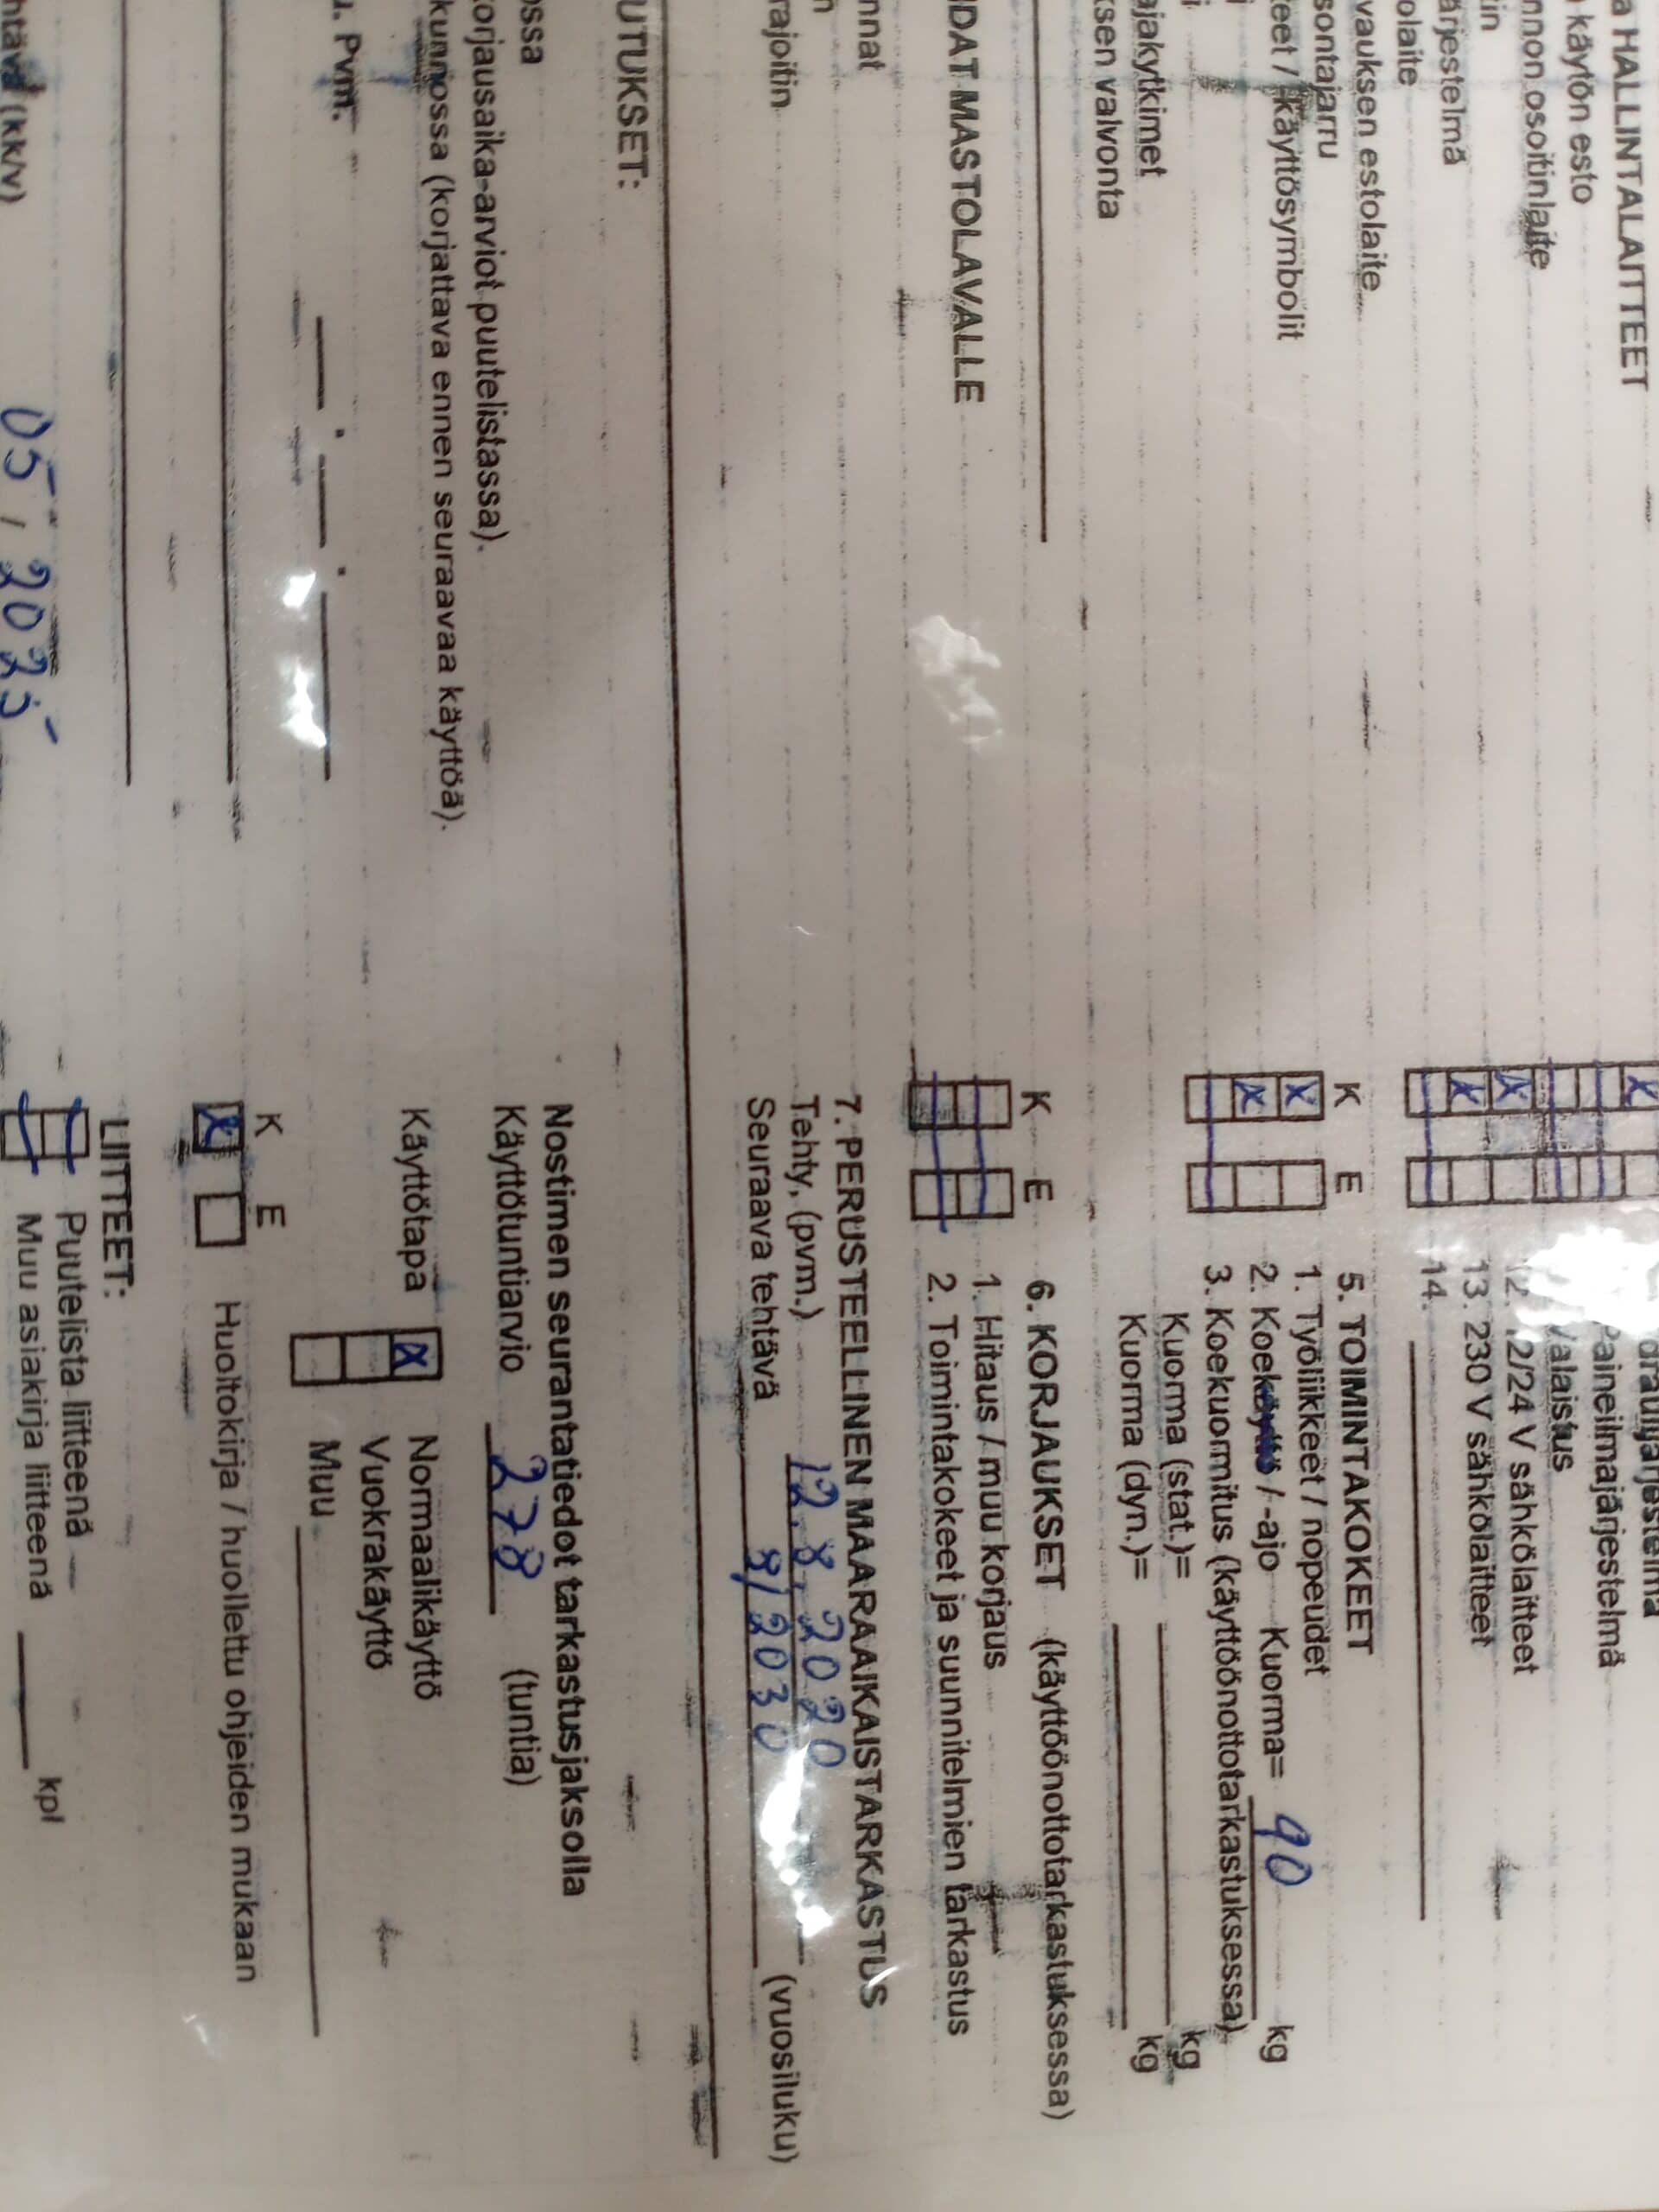 a HALLINTALAITTEET
käytön esto
nnon osoitinlaite
tin
ärjestelmä
olaite
vauksen estolaite
sontajarru
eet / käyttösymbolit
i
ajakytkimet
sen valvonta
DAT MASTOLAVALLE
nnat
rajoitin
n
UTUKSET:
ossa
orjausaika-arviot puutelistassa).
kunnossa (korjattava ennen seuraavaa käyttöä).
Pvm.
htävä (kk/v) 05 / 2025
Paineilmajärjestelmä
Valaistus
X 12. 12/24 V sähkölaitteet
X 13. 230 V sähkölaitteet
14.
K E 5. TOIMINTAKOKEET
X 1. Työliikkeet / nopeudet
X 2. Koekäyttö / -ajo Kuorma= 90 kg
3. Koekuormitus (käyttöönottotarkastuksessa)
Kuorma (stat.)= kg
Kuorma (dyn.)= kg
K E 6. KORJAUKSET (käyttöönottotarkastuksessa)
1. Hitaus / muu korjaus
2. Toimintakokeet ja suunnitelmien tarkastus
7. PERUSTEELLINEN MÄÄRÄAIKAISTARKASTUS
Tehty, (pvm.) 12.8.2020
Seuraava tehtävä 8/2030 (vuosiluku)
Nostimen seurantatiedot tarkastusjaksolla
Käyttötuntiarvio 278 (tuntia)
Käyttötapa X Normaalikäyttö
Vuokrakäyttö
Muu
K E
X Huoltokirja / huollettu ohjeiden mukaan
LIITTEET:
Puutelista liitteenä
Muu asiakirja liitteenä kpl